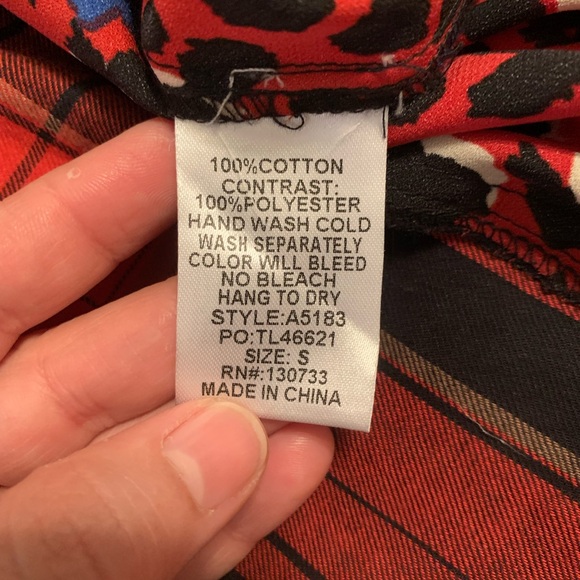 100%COTTON
CONTRAST:
100%POLYESTER
HAND WASH COLD
WASH SEPARATELY
COLOR WILL BLEED
NO BLEACH
HANG TO DRY
STYLE:A5183
PO:TL46621
SIZE: S
RN#:130733
MADE IN CHINA